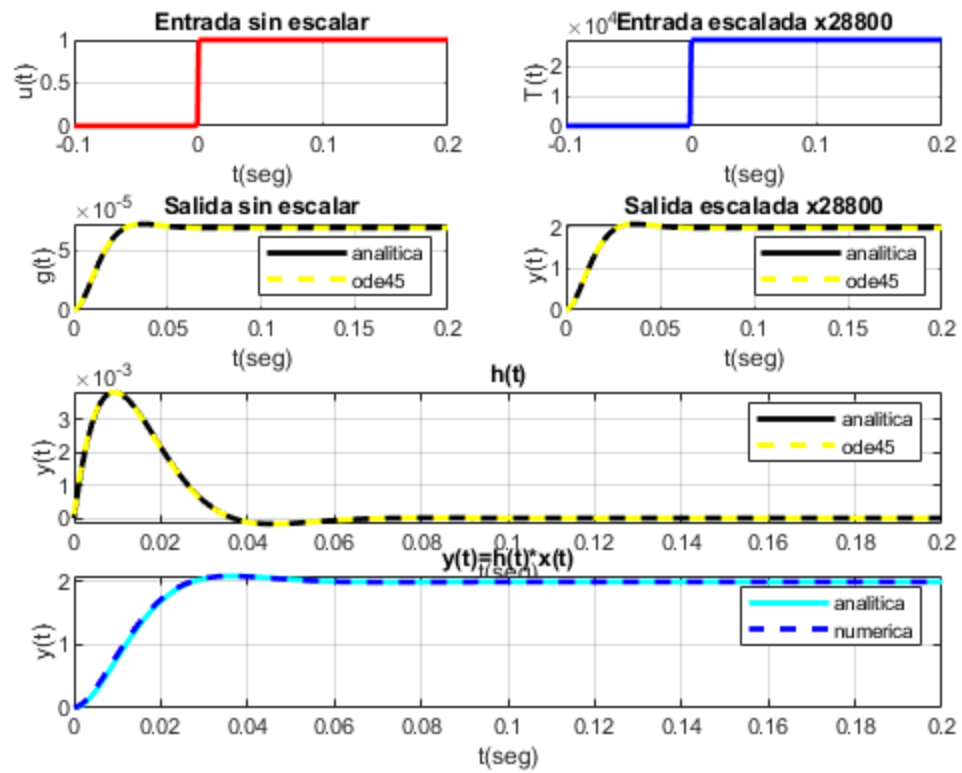 Entrada sin escalar
u(t)
1
0.5
0
-0.1 0 0.1 0.2
t(seg)
×10⁴ Entrada escalada x28800
T(t)
2
1
0
-0.1 0 0.1 0.2
t(seg)
×10⁻⁵ Salida sin escalar
g(t)
5
0
analitica
ode45
0 0.05 0.1 0.15 0.2
t(seg)
Salida escalada x28800
y(t)
2
1
0
analitica
ode45
0 0.05 0.1 0.15 0.2
t(seg)
×10⁻³ h(t)
y(t)
3
2
1
0
analitica
ode45
0 0.02 0.04 0.06 0.08 0.1 0.12 0.14 0.16 0.18 0.2
t(seg)
y(t)=h(t)*x(t)
y(t)
2
1
0
analitica
numerica
0 0.02 0.04 0.06 0.08 0.1 0.12 0.14 0.16 0.18 0.2
t(seg)